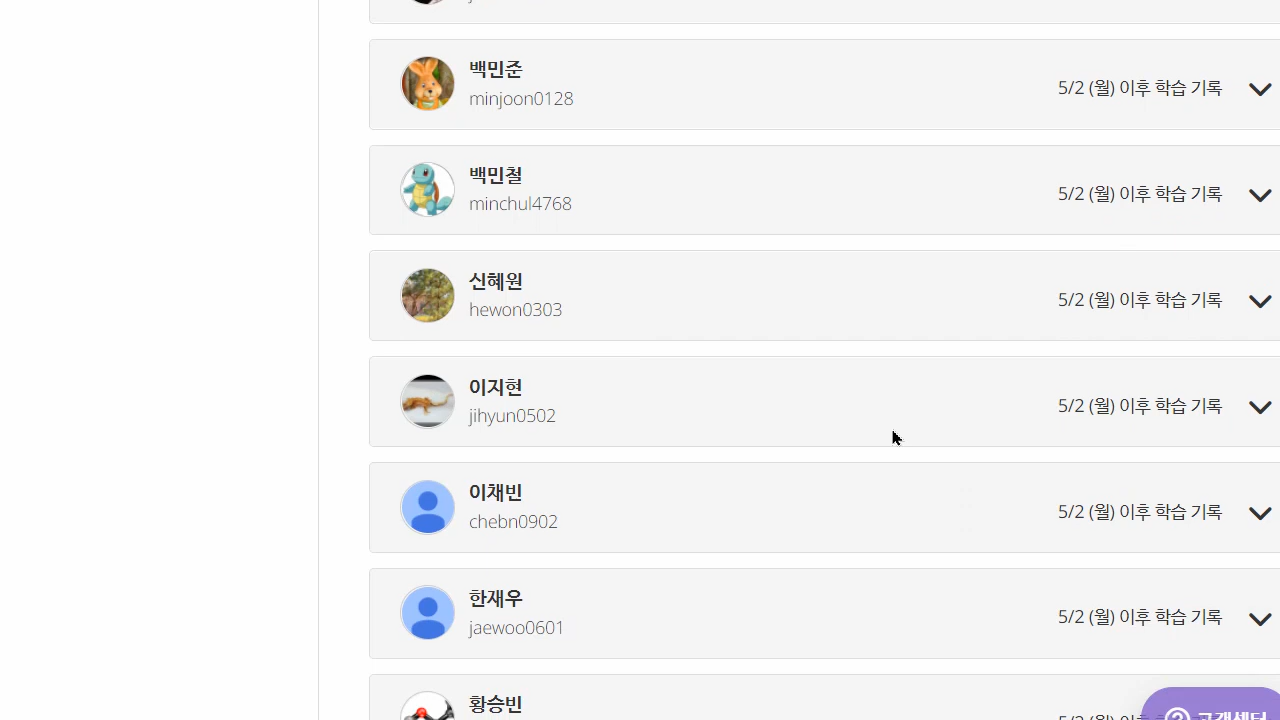 백민준
minjoon0128
5/2 (월) 이후 학습 기록
백민철
minchul4768
5/2 (월) 이후 학습 기록
신혜원
hewon0303
5/2 (월) 이후 학습 기록
이지현
jihyun0502
5/2 (월) 이후 학습 기록
이채빈
chebn0902
5/2 (월) 이후 학습 기록
한재우
jaewoo0601
5/2 (월) 이후 학습 기록
황승빈
고객센터